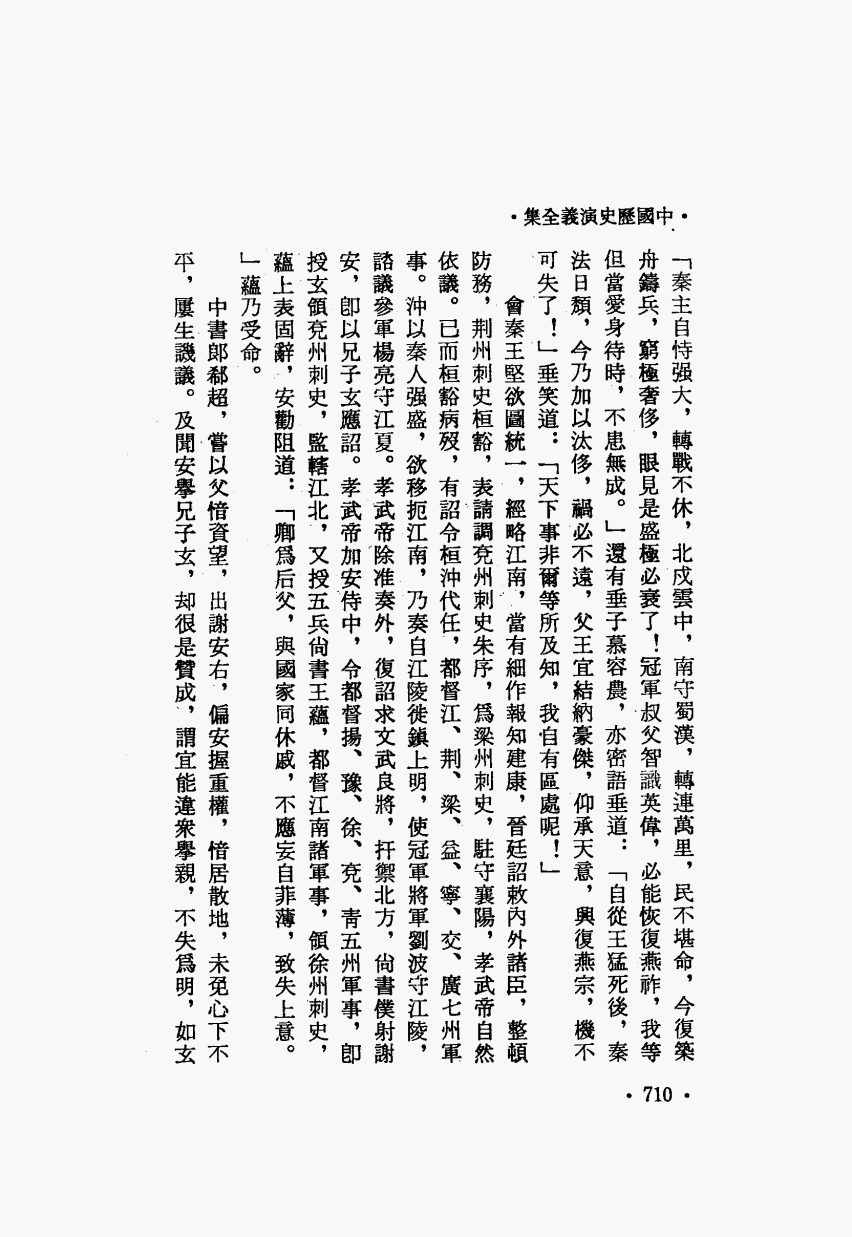 •中國歷史演義全集•
「秦主自恃强大，轉戰不休，北戍雲中，南守蜀漢，轉連萬里，民不堪命，今復築
舟鑄兵，窮極奢侈，眼見是盛極必衰了！冠軍叔父智識英偉，必能恢復燕祚，我等
但當愛身待時，不患無成。」還有垂子慕容農，亦密語垂道：「自從王猛死後，秦
法日頹，今乃加以汰侈，禍必不遠，父王宜結納豪傑，仰承天意，興復燕宗，機不
可失了！」垂笑道：「天下事非爾等所及知，我自有區處呢！」
會秦王堅欲圖統一，經略江南，當有細作報知建康，晉廷詔敕內外諸臣，整頓
防務，荆州刺史桓豁，表請調兗州刺史朱序，爲梁州刺史，駐守襄陽，孝武帝自然
依議。已而桓豁病歿，有詔令桓沖代任，都督江、荆、梁、益、寧、交、廣七州軍
事。沖以秦人强盛，欲移扼江南，乃奏自江陵徙鎭上明，使冠軍將軍劉波守江陵，
諮議參軍楊亮守江夏。孝武帝除准奏外，復詔求文武良將，扞禦北方，尙書僕射謝
安，卽以兄子玄應詔。孝武帝加安侍中，令都督揚、豫、徐、兗、靑五州軍事，卽
授玄領兗州刺史，監轄江北，又授五兵尙書王蘊，都督江南諸軍事，領徐州刺史，
蘊上表固辭，安勸阻道：「卿爲后父，與國家同休戚，不應妄自菲薄，致失上意。
」蘊乃受命。
中書郎郗超，嘗以父愔資望，出謝安右，偏安握重權，愔居散地，未免心下不
平，屢生譏議。及聞安擧兄子玄，却很是贊成，謂宜能違衆擧親，不失爲明，如玄
•710•